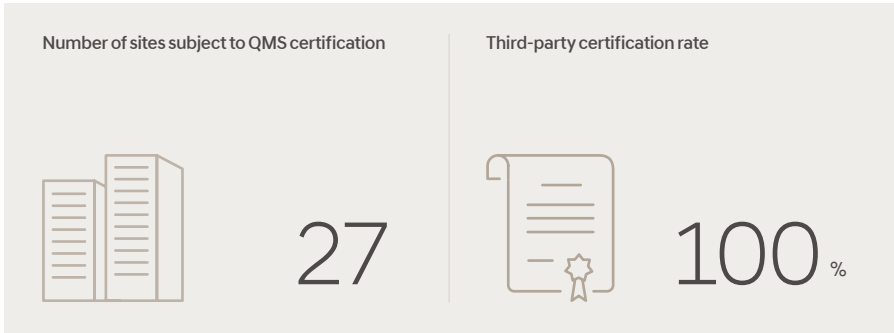 Number of sites subject to QMS certification
27
Third-party certification rate
100 %